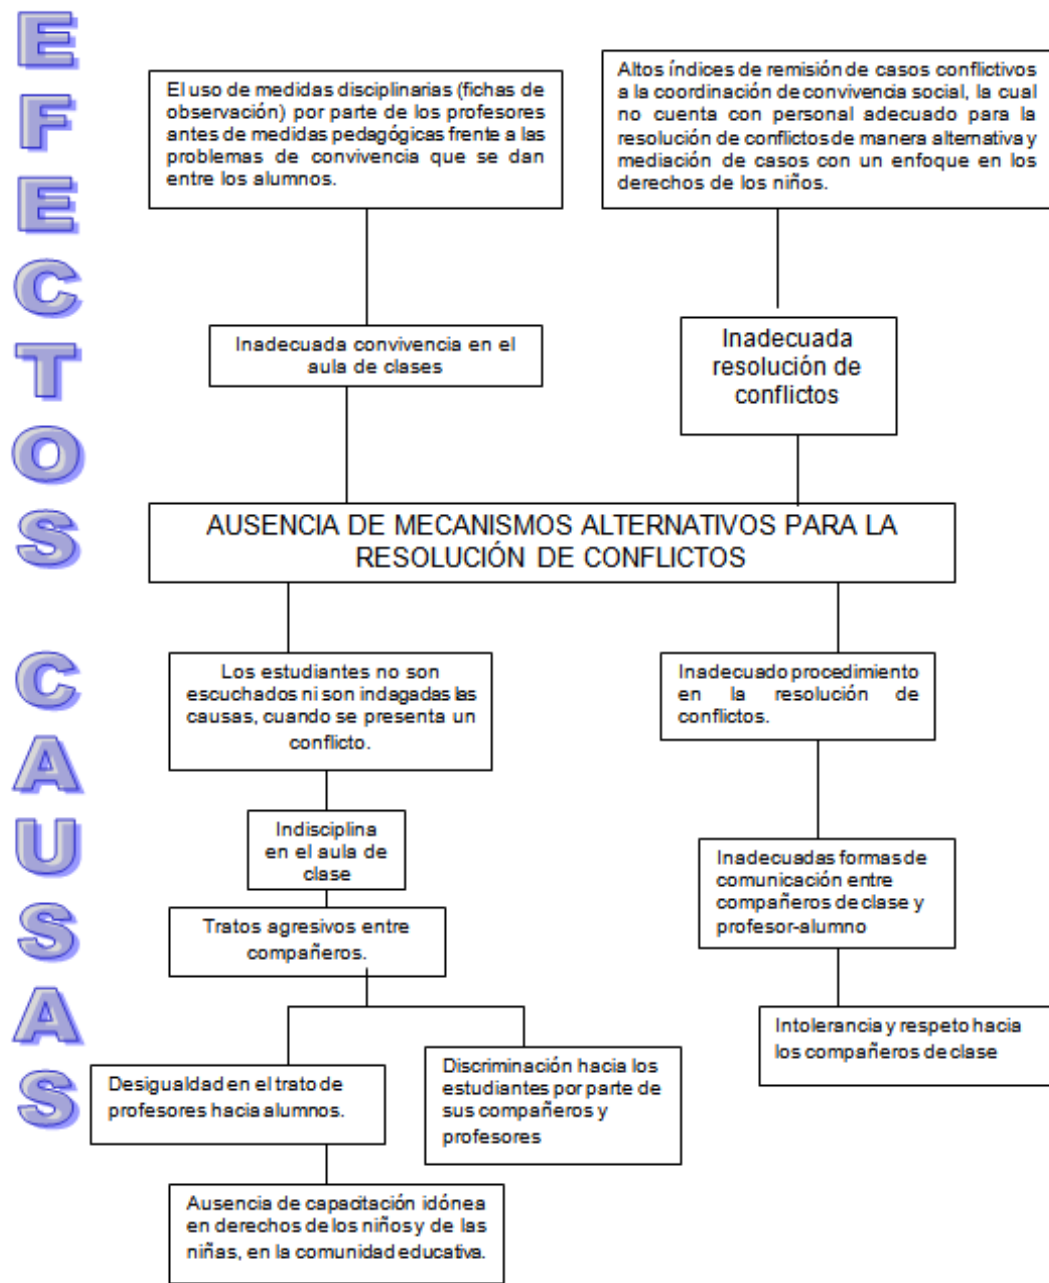 EFECTOS
El uso de medidas disciplinarias (fichas de
observación) por parte de los profesores
antes de medidas pedagógicas frente a las
problemas de convivencia que se dan
entre los alumnos.
Altos índices de remisión de casos conflictivos
a la coordinación de convivencia social, la cual
no cuenta con personal adecuado para la
resolución de conflictos de manera alternativa y
mediación de casos con un enfoque en los
derechos de los niños.
Inadecuada convivencia en el
aula de clases
Inadecuada
resolución de
conflictos
AUSENCIA DE MECANISMOS ALTERNATIVOS PARA LA
RESOLUCIÓN DE CONFLICTOS
CAUSAS
Los estudiantes no son
escuchados ni son indagadas las
causas, cuando se presenta un
conflicto.
Inadecuado procedimiento
en la resolución de
conflictos.
Indisciplina
en el aula de
clase
Inadecuadas formas de
comunicación entre
compañeros de clase y
profesor-alumno
Tratos agresivos entre
compañeros.
Intolerancia y respeto hacia
los compañeros de clase
Desigualdad en el trato de
profesores hacia alumnos.
Discriminación hacia los
estudiantes por parte de
sus compañeros y
profesores
Ausencia de capacitación idónea
en derechos de los niños y de las
niñas, en la comunidad educativa.